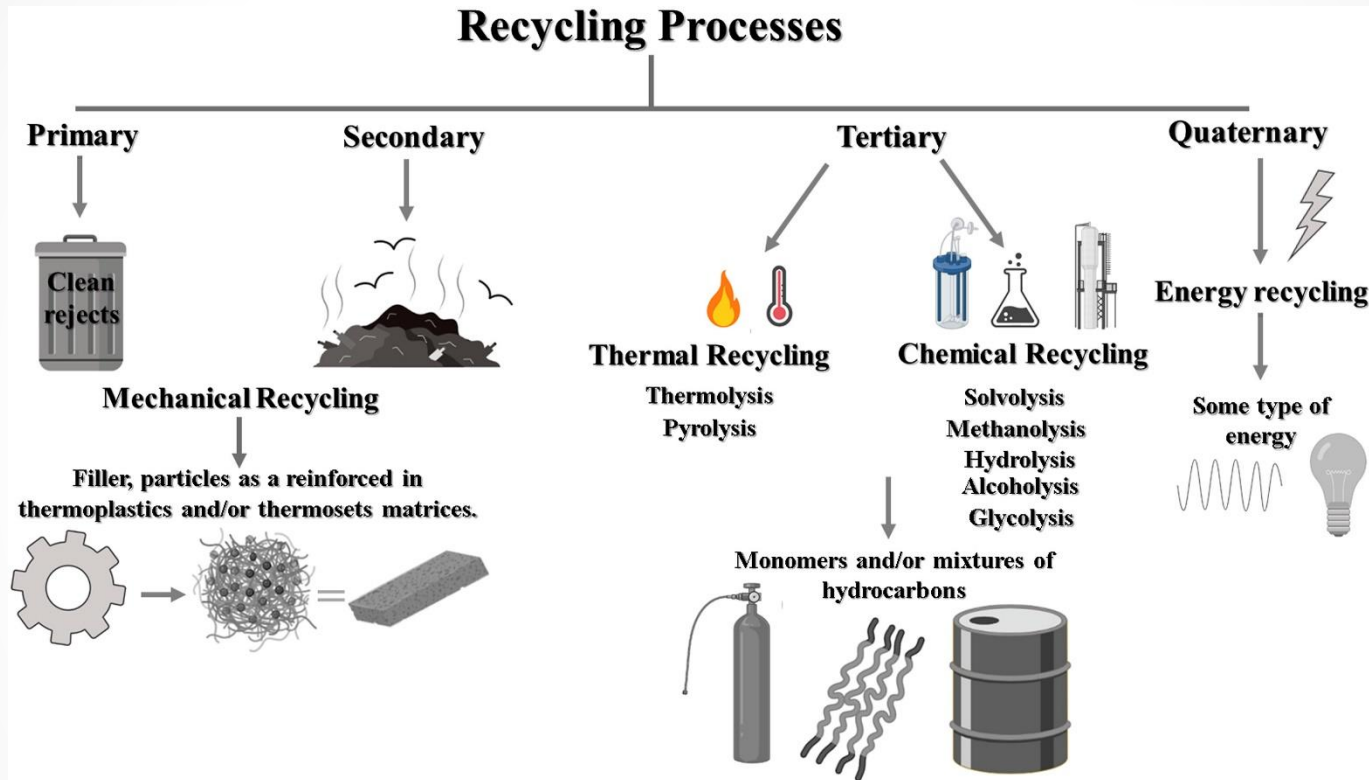 Recycling Processes
Primary
Secondary
Tertiary
Quaternary
Clean
rejects
Mechanical Recycling
Filler, particles as a reinforced in
thermoplastics and/or thermosets matrices.
Thermal Recycling
Thermolysis
Pyrolysis
Chemical Recycling
Solvolysis
Methanolysis
Hydrolysis
Alcoholysis
Glycolysis
Monomers and/or mixtures of
hydrocarbons
Energy recycling
Some type of
energy